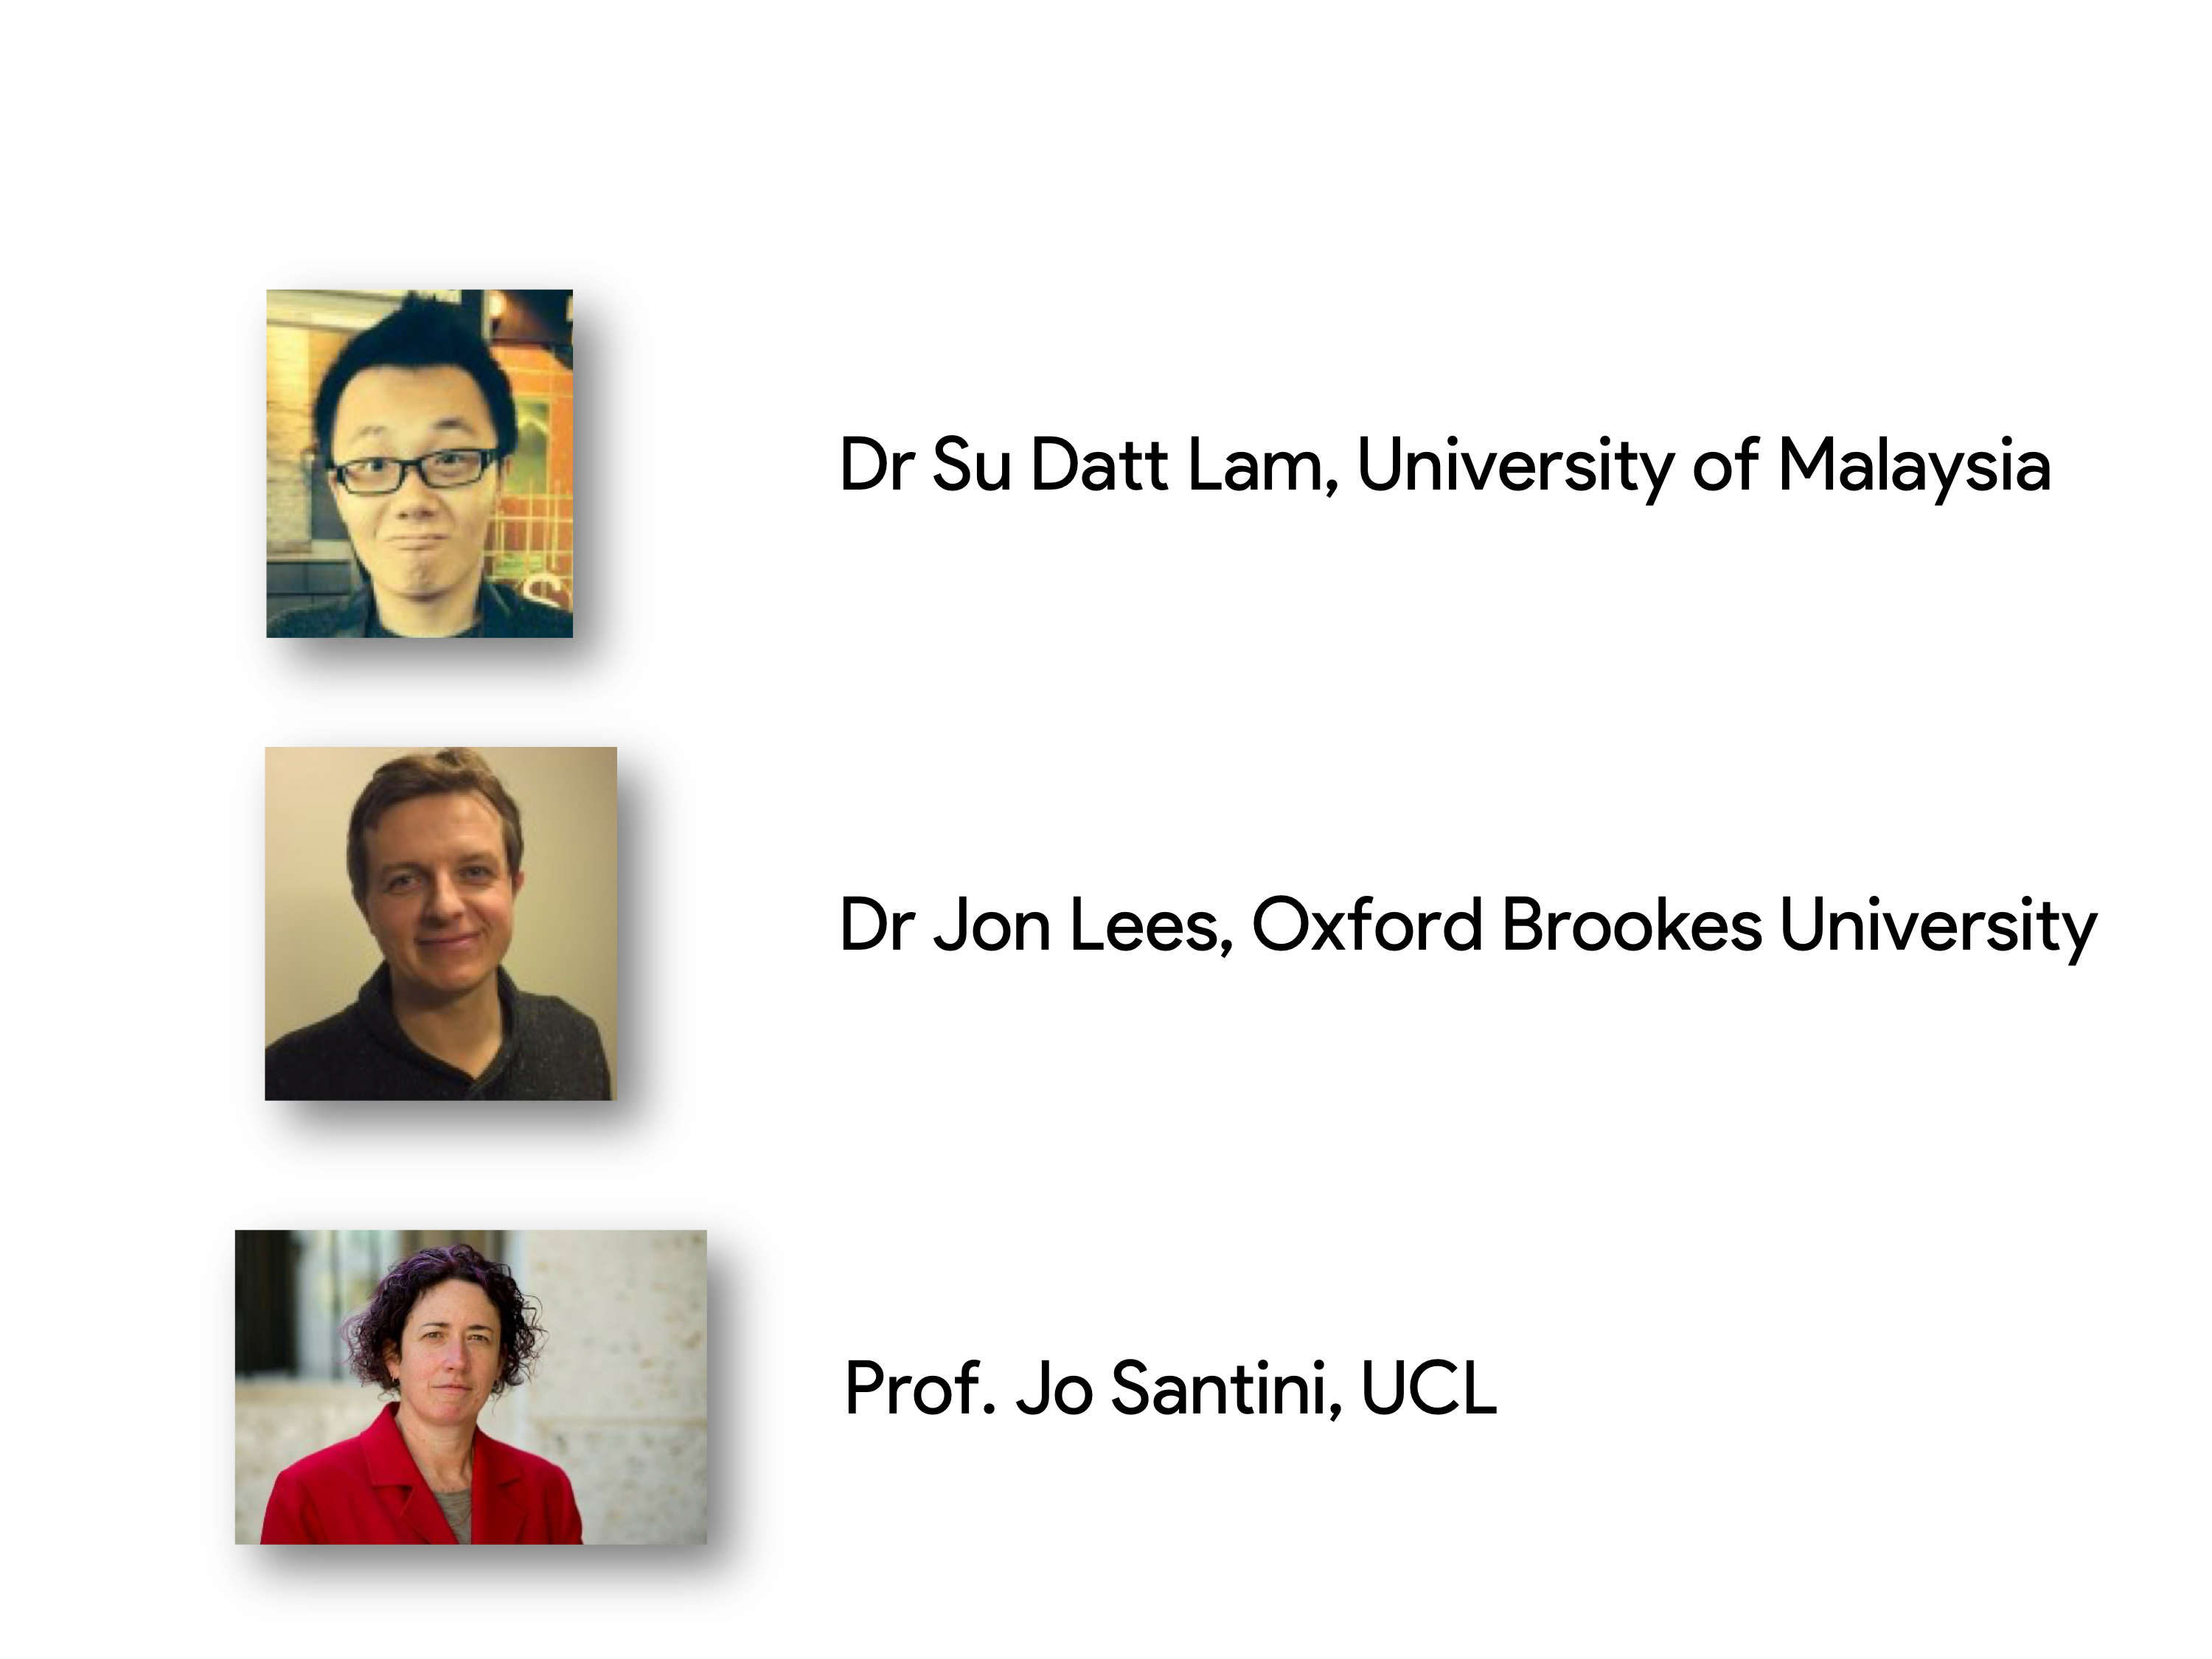 Dr Su Datt Lam, University of Malaysia
Dr Jon Lees, Oxford Brookes University
Prof. Jo Santini, UCL